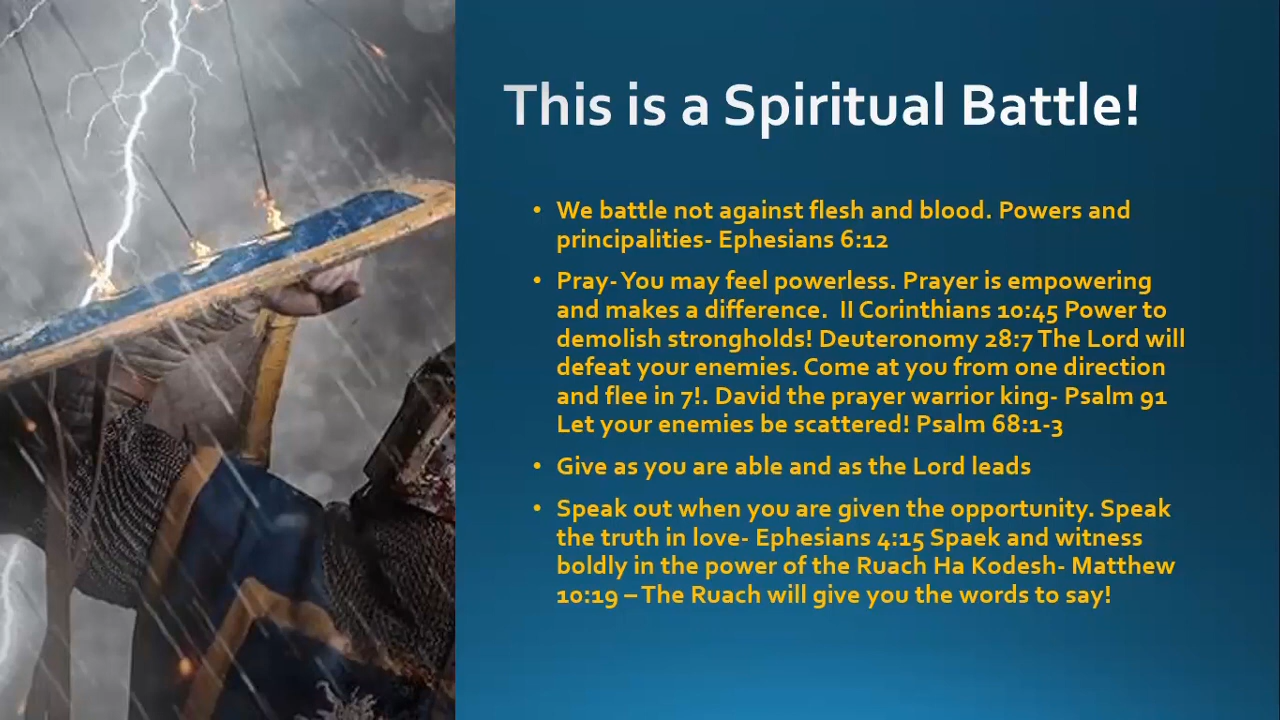 This is a Spiritual Battle!
• We battle not against flesh and blood. Powers and
principalities- Ephesians 6:12
• Pray- You may feel powerless. Prayer is empowering
and makes a difference.  II Corinthians 10:45 Power to
demolish strongholds! Deuteronomy 28:7 The Lord will
defeat your enemies. Come at you from one direction
and flee in 7!. David the prayer warrior king- Psalm 91
Let your enemies be scattered! Psalm 68:1-3
• Give as you are able and as the Lord leads
• Speak out when you are given the opportunity. Speak
the truth in love- Ephesians 4:15 Spaek and witness
boldly in the power of the Ruach Ha Kodesh- Matthew
10:19 – The Ruach will give you the words to say!